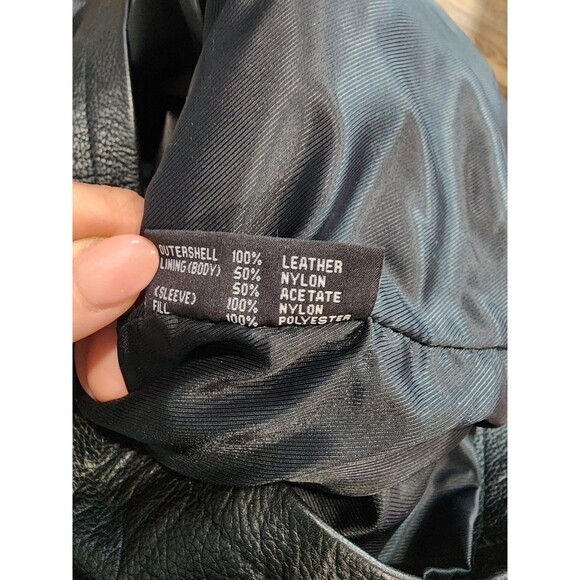 OUTERSHELL 100% LEATHER
LINING (BODY) 50% NYLON
50% ACETATE
(SLEEVE) 100% NYLON
FILL 100% POLYESTER